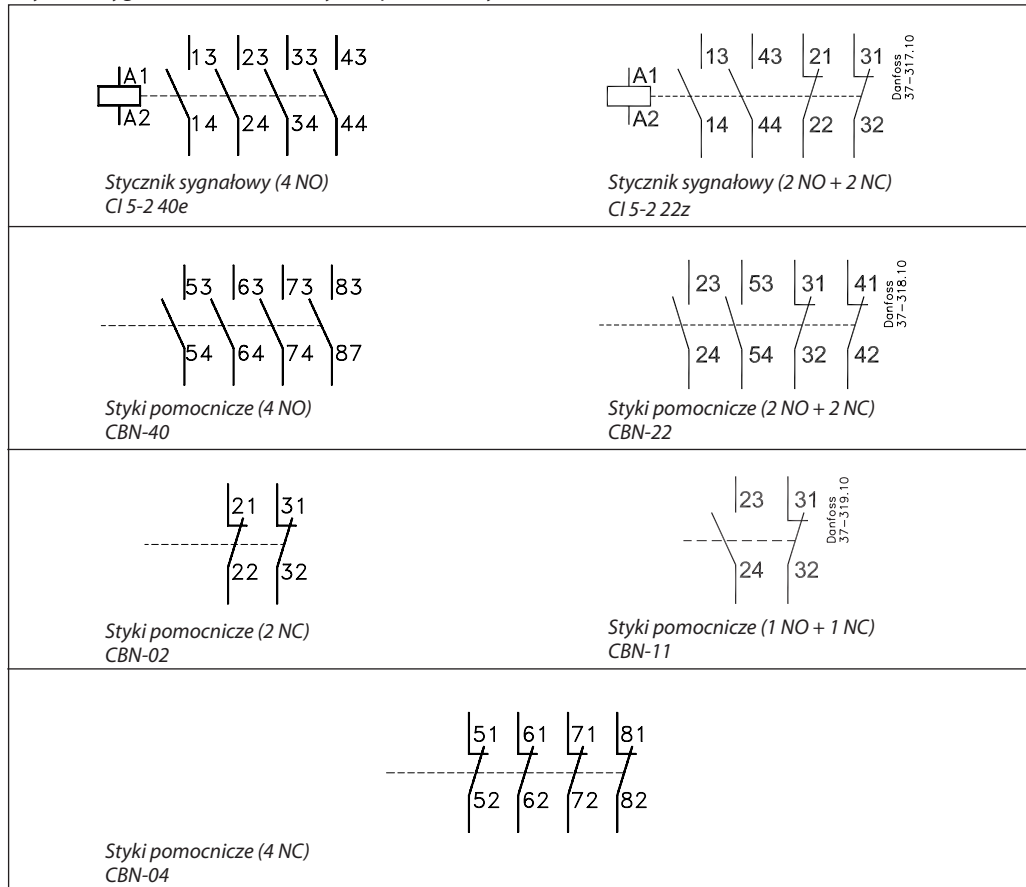 13 23 33 43
A1
A2
14 24 34 44
Stycznik sygnałowy (4 NO)
CI 5-2 40e
13 43 21 31
A1
A2
14 44 22 32
Danfoss
37-317.10
Stycznik sygnałowy (2 NO + 2 NC)
CI 5-2 22z
53 63 73 83
54 64 74 87
Styki pomocnicze (4 NO)
CBN-40
23 53 31 41
24 54 32 42
Danfoss
37-318.10
Styki pomocnicze (2 NO + 2 NC)
CBN-22
21 31
22 32
Styki pomocnicze (2 NC)
CBN-02
23 31
24 32
Danfoss
37-319.10
Styki pomocnicze (1 NO + 1 NC)
CBN-11
51 61 71 81
52 62 72 82
Styki pomocnicze (4 NC)
CBN-04